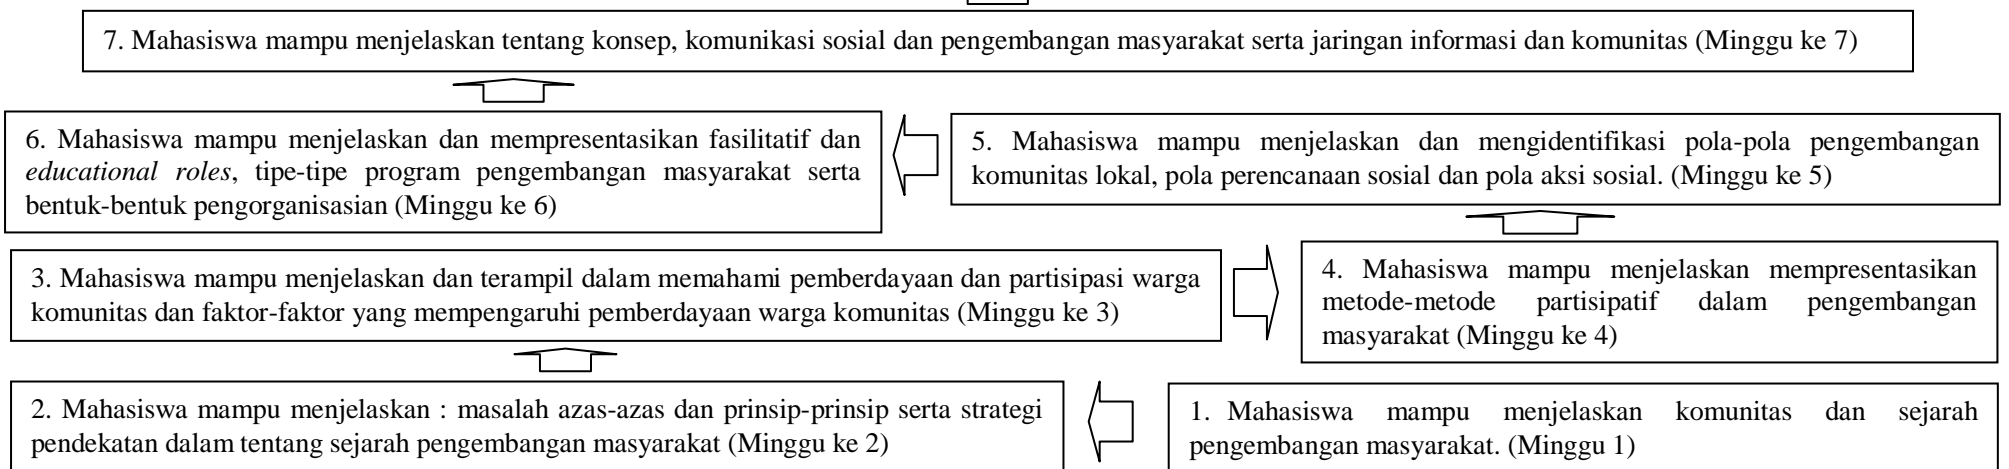 7. Mahasiswa mampu menjelaskan tentang konsep, komunikasi sosial dan pengembangan masyarakat serta jaringan informasi dan komunitas (Minggu ke 7)
6. Mahasiswa mampu menjelaskan dan mempresentasikan fasilitatif dan
educational roles, tipe-tipe program pengembangan masyarakat serta
bentuk-bentuk pengorganisasian (Minggu ke 6)
5. Mahasiswa mampu menjelaskan dan mengidentifikasi pola-pola pengembangan
komunitas lokal, pola perencanaan sosial dan pola aksi sosial. (Minggu ke 5)
3. Mahasiswa mampu menjelaskan dan terampil dalam memahami pemberdayaan dan partisipasi warga
komunitas dan faktor-faktor yang mempengaruhi pemberdayaan warga komunitas (Minggu ke 3)
4. Mahasiswa mampu menjelaskan mempresentasikan
metode-metode partisipatif dalam pengembangan
masyarakat (Minggu ke 4)
2. Mahasiswa mampu menjelaskan : masalah azas-azas dan prinsip-prinsip serta strategi
pendekatan dalam tentang sejarah pengembangan masyarakat (Minggu ke 2)
1. Mahasiswa mampu menjelaskan komunitas dan sejarah
pengembangan masyarakat. (Minggu 1)